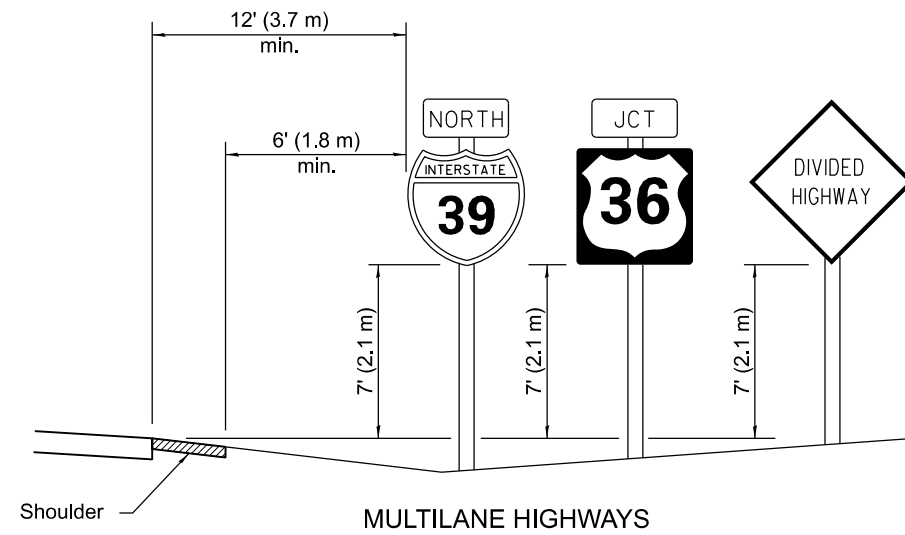 12' (3.7 m)
min.
6' (1.8 m)
min.
NORTH
INTERSTATE
39
JCT
36
DIVIDED
HIGHWAY
7' (2.1 m)
7' (2.1 m)
7' (2.1 m)
Shoulder
MULTILANE HIGHWAYS